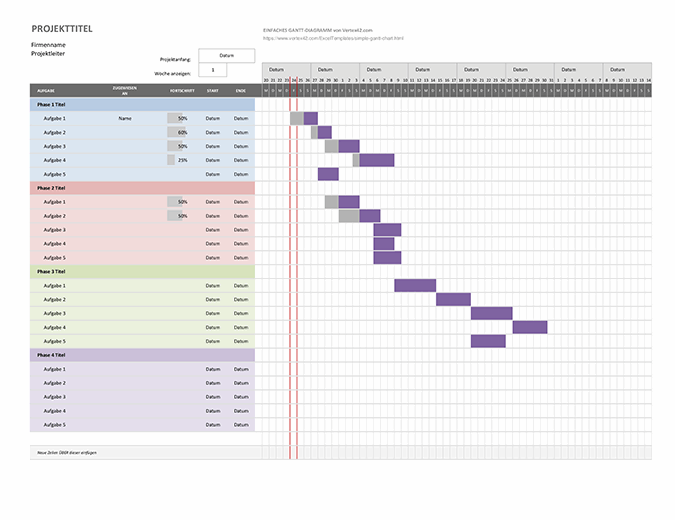 PROJEKTTITEL
EINFACHES GANTT-DIAGRAMM von Vertex42.com
https://www.vertex42.com/ExcelTemplates/simple-gantt-chart.html
Firmenname
Projektleiter
Projektanfang: Datum
Woche anzeigen: 1
Datum Datum Datum Datum Datum Datum Datum Datum
20 21 22 23 24 25 26 27 28 29 30 1 2 3 4 5 6 7 8 9 10 11 12 13 14 15 16 17 18 19 20 21 22 23 24 25 26 27 28 29 30 31 1 2 3 4 5 6 7 8 9 10 11 12 13 14
AUFGABE ZUGEWIESEN AN FORTSCHRITT START ENDE M D M D F S S M D M D F S S M D M D F S S M D M D F S S M D M D F S S M D M D F S S M D M D F S S M D M D F S S
Phase 1 Titel
Aufgabe 1 Name 50% Datum Datum
Aufgabe 2 60% Datum Datum
Aufgabe 3 50% Datum Datum
Aufgabe 4 25% Datum Datum
Aufgabe 5 Datum Datum
Phase 2 Titel
Aufgabe 1 50% Datum Datum
Aufgabe 2 50% Datum Datum
Aufgabe 3 Datum Datum
Aufgabe 4 Datum Datum
Aufgabe 5 Datum Datum
Phase 3 Titel
Aufgabe 1 Datum Datum
Aufgabe 2 Datum Datum
Aufgabe 3 Datum Datum
Aufgabe 4 Datum Datum
Aufgabe 5 Datum Datum
Phase 4 Titel
Aufgabe 1 Datum Datum
Aufgabe 2 Datum Datum
Aufgabe 3 Datum Datum
Aufgabe 4 Datum Datum
Aufgabe 5 Datum Datum
Neue Zeilen ÜBER dieser einfügen